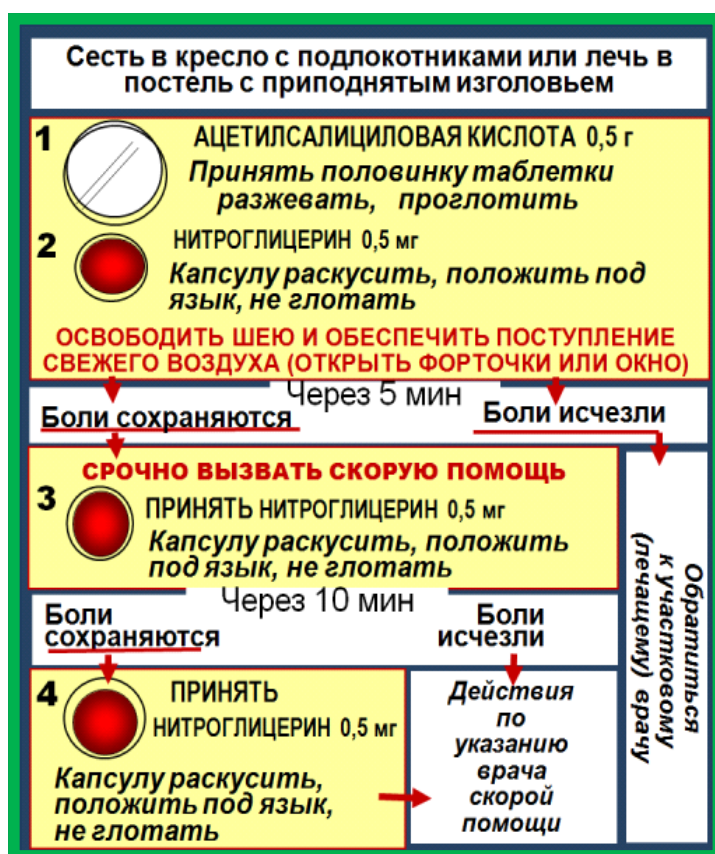 Сесть в кресло с подлокотниками или лечь в
постель с приподнятым изголовьем
1
АЦЕТИЛСАЛИЦИЛОВАЯ КИСЛОТА 0,5 г
Принять половинку таблетки
разжевать, проглотить
2
НИТРОГЛИЦЕРИН 0,5 мг
Капсулу раскусить, положить под
язык, не глотать
ОСВОБОДИТЬ ШЕЮ И ОБЕСПЕЧИТЬ ПОСТУПЛЕНИЕ
СВЕЖЕГО ВОЗДУХА (ОТКРЫТЬ ФОРТОЧКИ ИЛИ ОКНО)
Через 5 мин
Боли сохраняются
Боли исчезли
СРОЧНО ВЫЗВАТЬ СКОРУЮ ПОМОЩЬ
3
ПРИНЯТЬ НИТРОГЛИЦЕРИН 0,5 мг
Капсулу раскусить, положить
под язык, не глотать
Обратиться
к участковому
(лечащему) врачу
Через 10 мин
Боли
сохраняются
Боли
исчезли
4
ПРИНЯТЬ
НИТРОГЛИЦЕРИН 0,5 мг
Капсулу раскусить,
положить под язык,
не глотать
Действия
по
указанию
врача
скорой
помощи